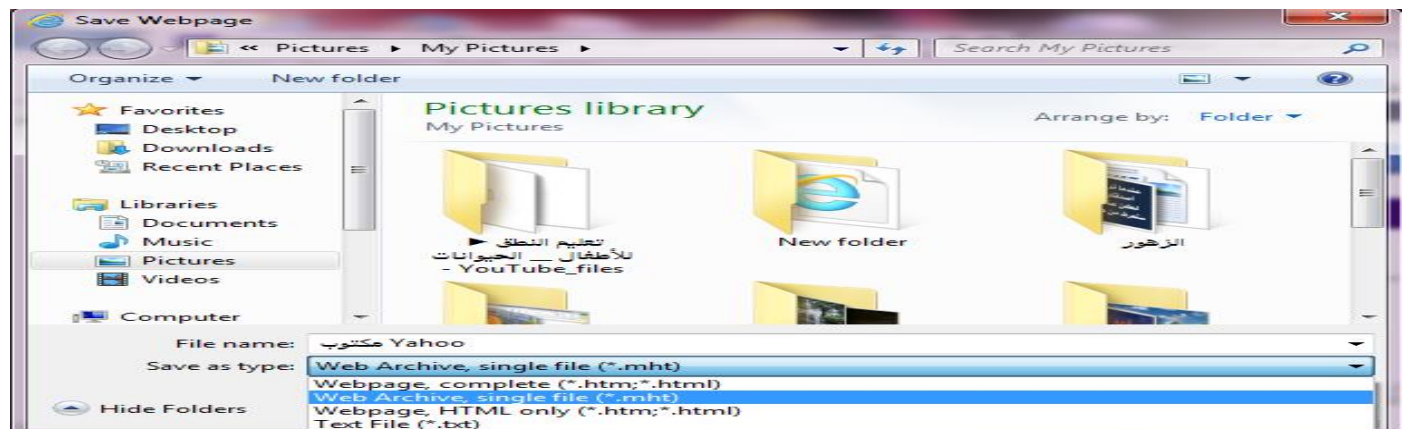 Save Webpage
« Pictures ▸ My Pictures ▸
Search My Pictures
Organize
New folder
Favorites
Desktop
Downloads
Recent Places
Libraries
Documents
Music
Pictures
Videos
Computer
Pictures library
My Pictures
Arrange by: Folder
تعليم النطق ►
للأطفال __ الحيوانات
- YouTube_files
New folder
الزهور
File name: مكتوب Yahoo
Save as type: Web Archive, single file (*.mht)
Webpage, complete (*.htm;*.html)
Web Archive, single file (*.mht)
Webpage, HTML only (*.htm;*.html)
Text File (*.txt)
Hide Folders